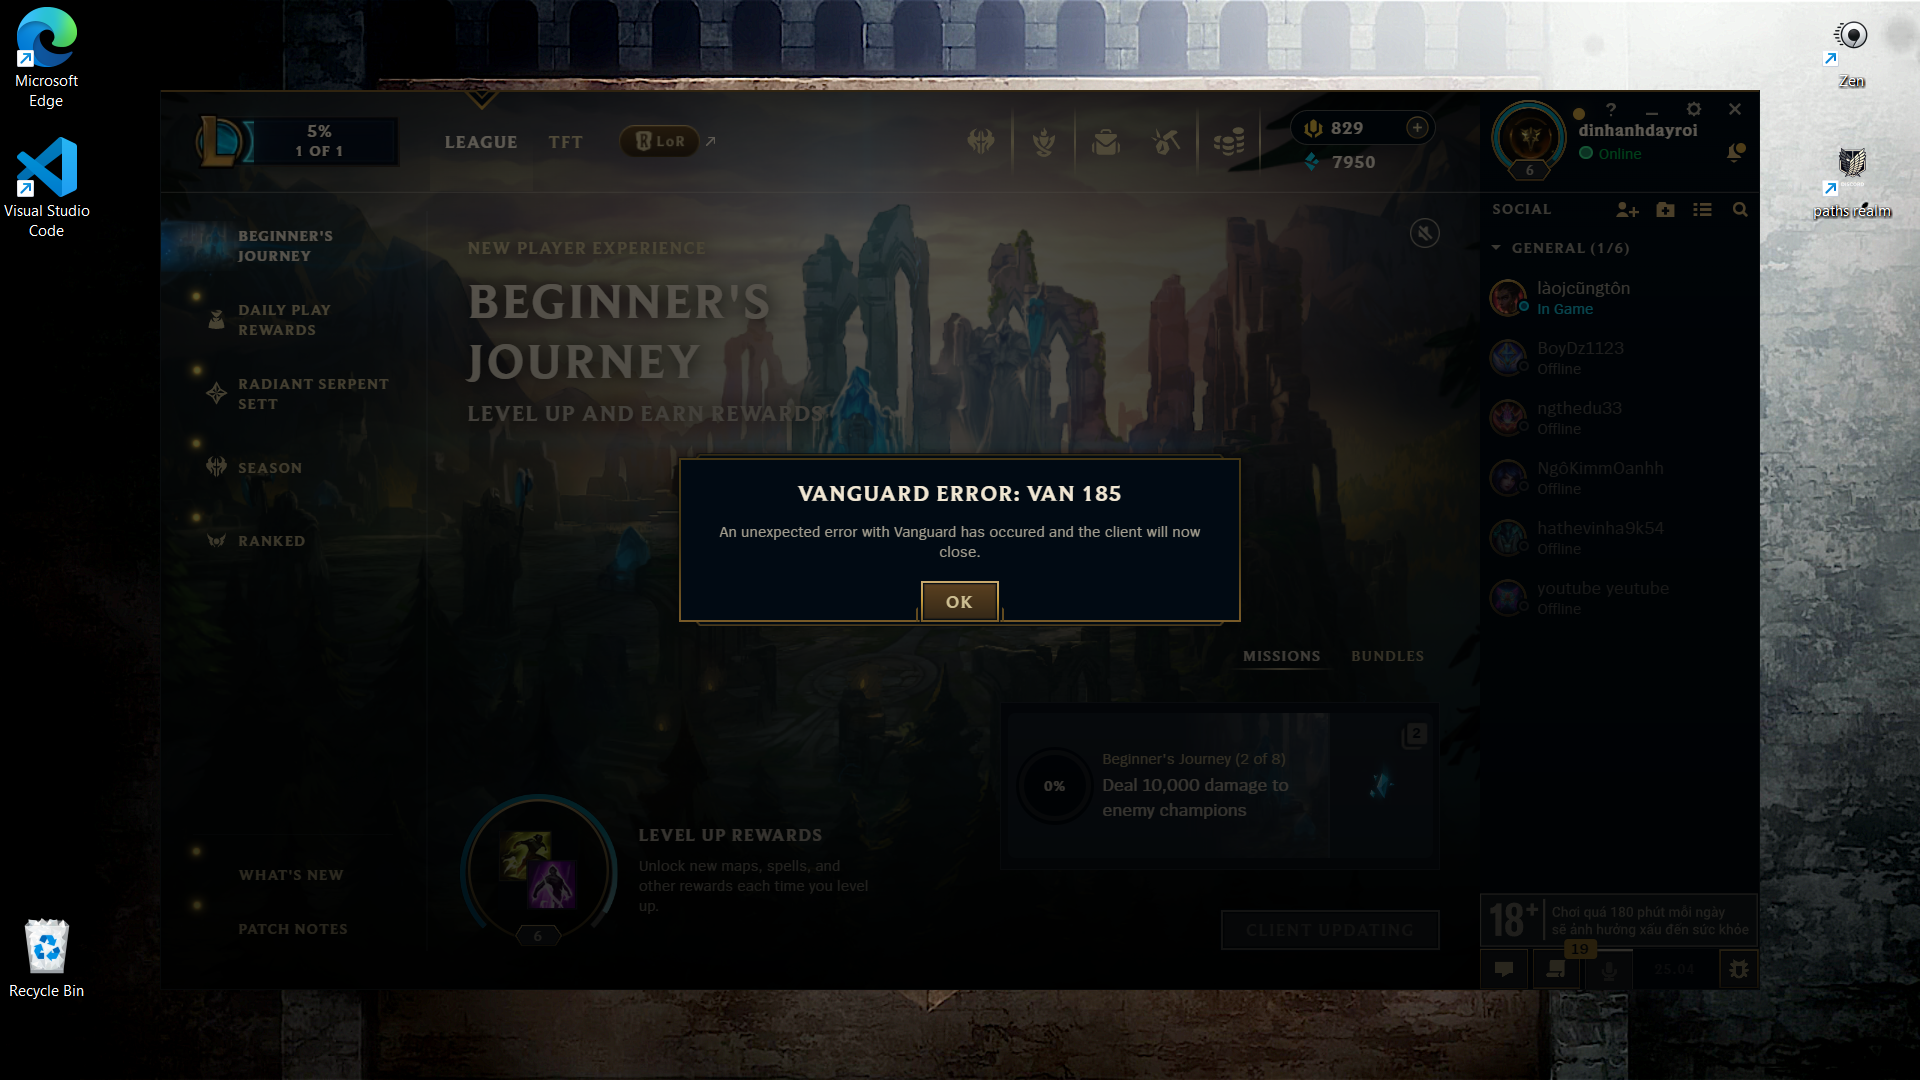 Microsoft
Edge
Visual Studio
Code
Recycle Bin
Zen
paths realm
5%
1 OF 1
LEAGUE
TFT
LoR
829
7950
?
dinhanhdayroi
Online
6
SOCIAL
GENERAL (1/6)
làojcũngtôn
In Game
BoyDz1123
Offline
ngthedu33
Offline
NgôKimmOanhh
Offline
hathevinha9k54
Offline
youtube yeutube
Offline
BEGINNER'S
JOURNEY
DAILY PLAY
REWARDS
RADIANT SERPENT
SETT
SEASON
RANKED
WHAT'S NEW
PATCH NOTES
NEW PLAYER EXPERIENCE
BEGINNER'S
JOURNEY
LEVEL UP AND EARN REWARDS
VANGUARD ERROR: VAN 185
An unexpected error with Vanguard has occured and the client will now
close.
OK
MISSIONS
BUNDLES
2
0%
Beginner's Journey (2 of 8)
Deal 10,000 damage to
enemy champions
LEVEL UP REWARDS
Unlock new maps, spells, and
other rewards each time you level
up.
6
CLIENT UPDATING
18+
Chơi quá 180 phút mỗi ngày
sẽ ảnh hưởng xấu đến sức khỏe
19
25.04